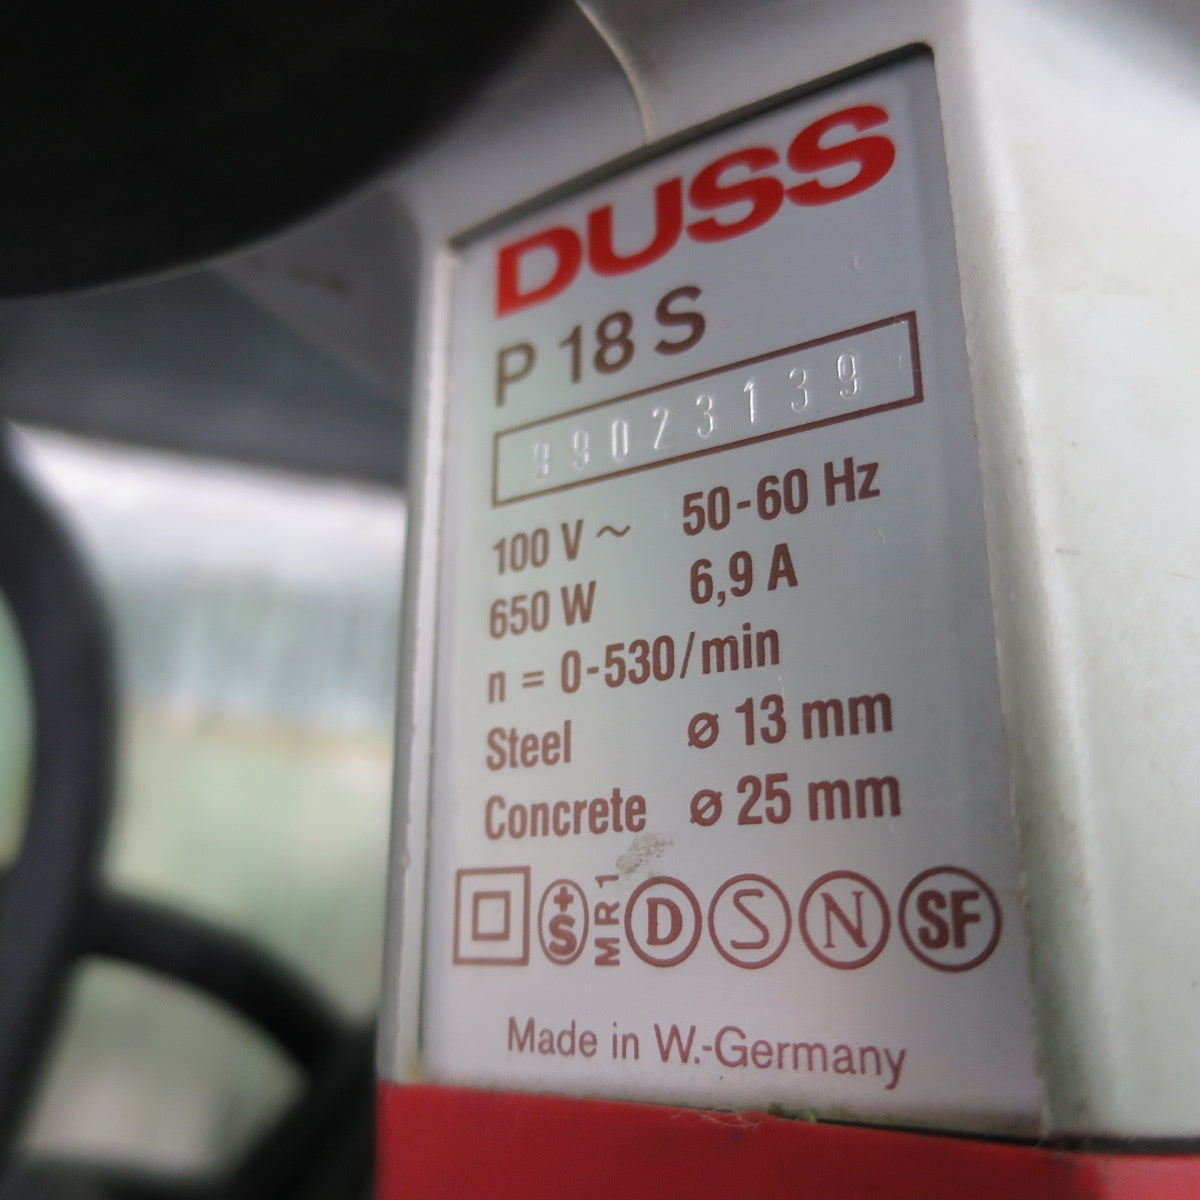 DUSS
P 18 S
99023139
100 V ~ 50-60 Hz
650 W 6,9 A
n = 0-530/min
Steel ø 13 mm
Concrete ø 25 mm
+S MR1 D S N SF
Made in W.-Germany